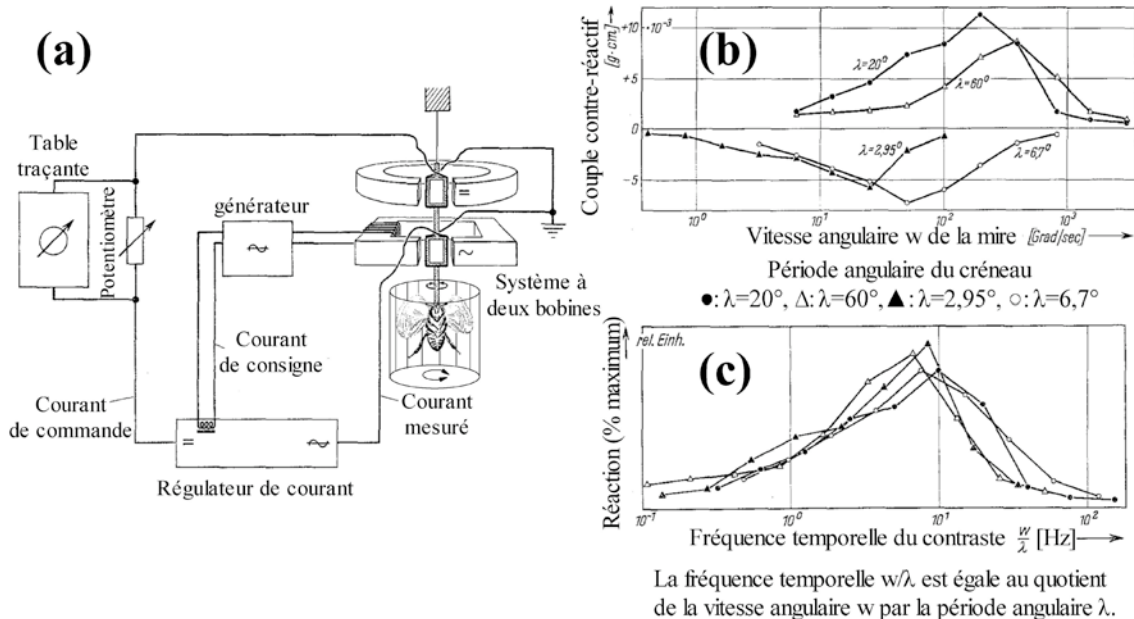 (a)
Table
traçante
Potentiomètre
générateur
Système à
deux bobines
Courant
de consigne
Courant
de commande
Courant
mesuré
Régulateur de courant
(b)
Couple contre-réactif
[g·cm]
+10 ·10⁻³
+5
0
−5
λ=20°
λ=60°
λ=2,95°
λ=6,7°
10⁰ 10¹ 10² 10³
Vitesse angulaire w de la mire [Grad/sec]
Période angulaire du créneau
●: λ=20°, Δ: λ=60°, ▲: λ=2,95°, ○: λ=6,7°
(c)
Réaction (% maximum)
rel. Einh.
10⁻¹ 10⁰ 10¹ 10²
Fréquence temporelle du contraste w/λ [Hz]
La fréquence temporelle w/λ est égale au quotient
de la vitesse angulaire w par la période angulaire λ.